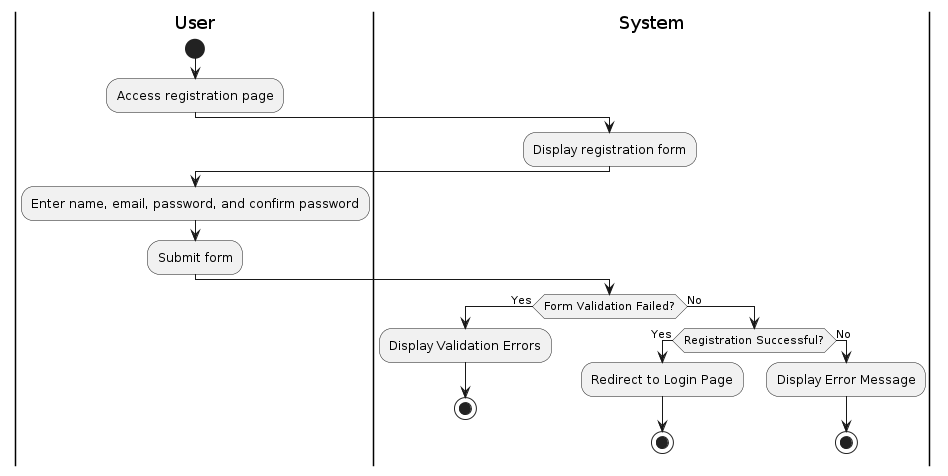 User
System
Access registration page
Display registration form
Enter name, email, password, and confirm password
Submit form
Yes
Form Validation Failed?
No
Display Validation Errors
Yes
Registration Successful?
No
Redirect to Login Page
Display Error Message